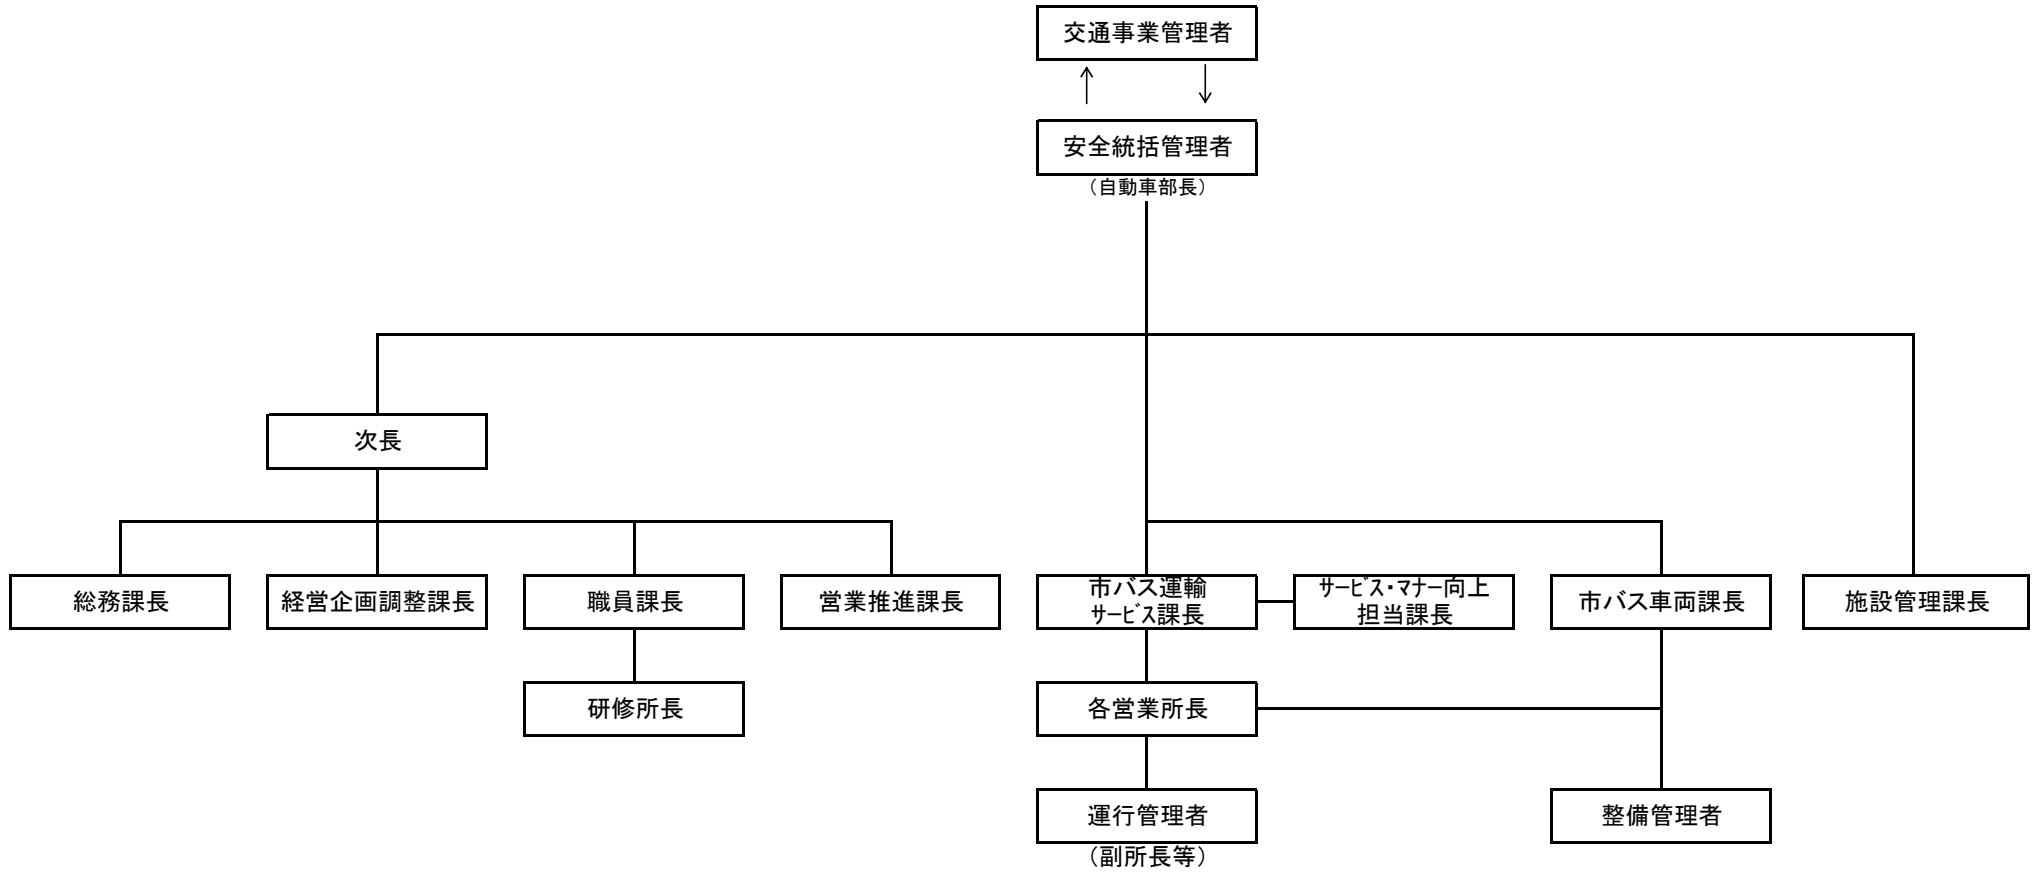 交通事業管理者
安全統括管理者
（自動車部長）
次長
総務課長
経営企画調整課長
職員課長
営業推進課長
市バス運輸
ｻｰﾋﾞｽ課長
ｻｰﾋﾞｽ・ﾏﾅｰ向上
担当課長
市バス車両課長
施設管理課長
研修所長
各営業所長
運行管理者
（副所長等）
整備管理者